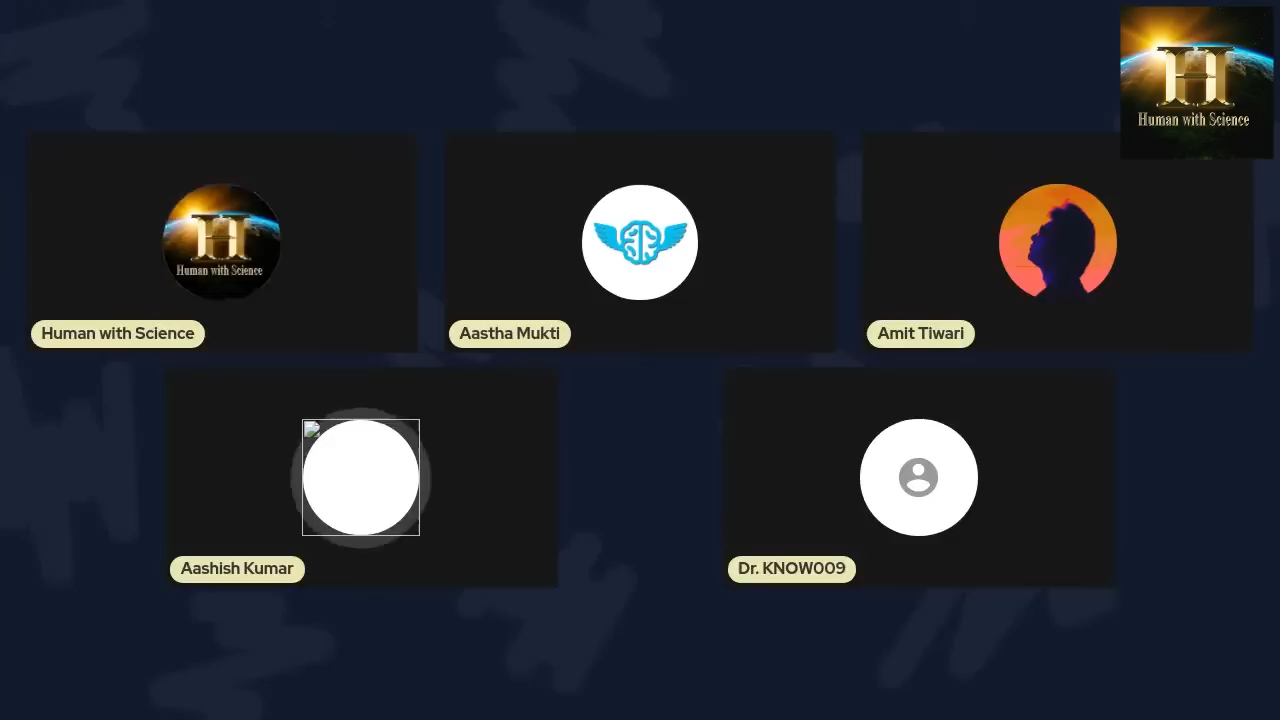 H
Human with Science
H
Human with Science
Human with Science
Aastha Mukti
Amit Tiwari
Aashish Kumar
Dr. KNOW009